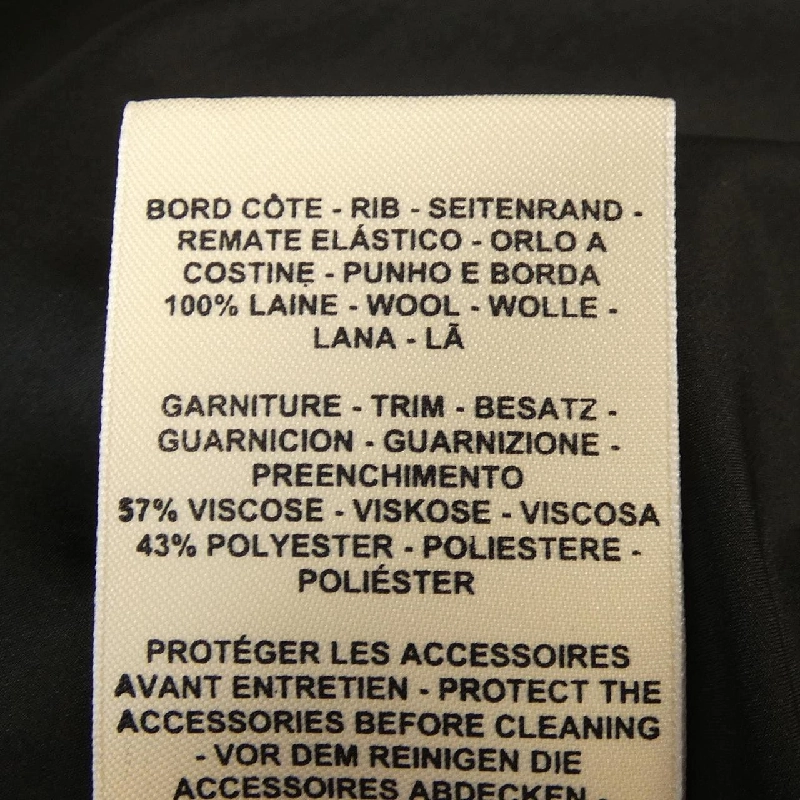 BORD CÔTE - RIB - SEITENRAND -
REMATE ELÁSTICO - ORLO A
COSTINE - PUNHO E BORDA
100% LAINE - WOOL - WOLLE -
LANA - LÃ
GARNITURE - TRIM - BESATZ -
GUARNICION - GUARNIZIONE -
PREENCHIMENTO
57% VISCOSE - VISKOSE - VISCOSA
43% POLYESTER - POLIESTERE -
POLIÉSTER
PROTÉGER LES ACCESSOIRES
AVANT ENTRETIEN - PROTECT THE
ACCESSORIES BEFORE CLEANING
- VOR DEM REINIGEN DIE
ACCESSOIRES ABDECKEN -